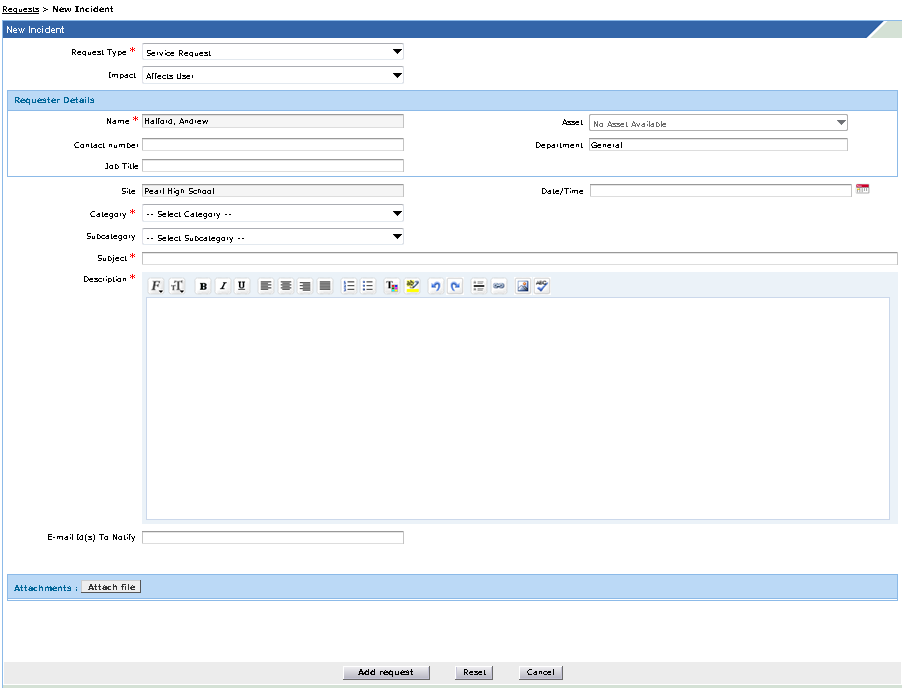 Requests > New Incident
New Incident
Request Type * Service Request
Impact Affects User
Requester Details
Name * Halford, Andrew Asset No Asset Available
Contact number Department General
Job Title
Site Pearl High School Date/Time
Category * -- Select Category --
Subcategory -- Select Subcategory --
Subject *
Description *
F TT B I U T ABC
E-mail Id(s) To Notify
Attachments : Attach file
Add request Reset Cancel